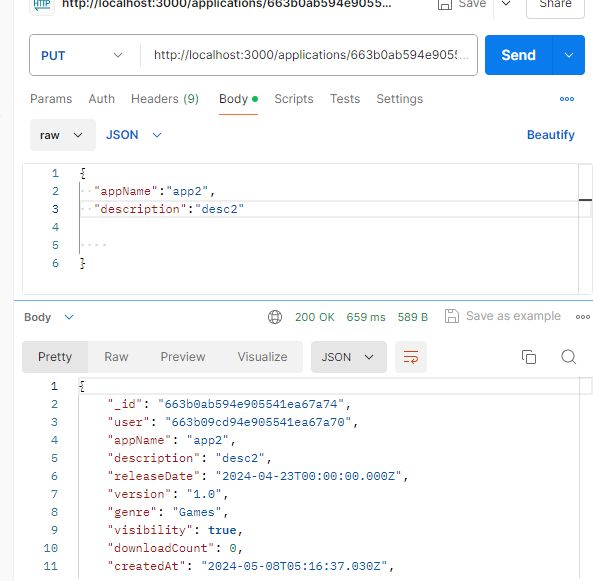 HTTP http://localhost:3000/applications/663b0ab594e9055... Save Share
PUT http://localhost:3000/applications/663b0ab594e9055... Send
Params Auth Headers (9) Body Scripts Tests Settings
raw JSON Beautify
1 {
2 "appName":"app2",
3 "description":"desc2"
4
5
6 }
Body 200 OK 659 ms 589 B Save as example
Pretty Raw Preview Visualize JSON
1 {
2 "_id": "663b0ab594e905541ea67a74",
3 "user": "663b09cd94e905541ea67a70",
4 "appName": "app2",
5 "description": "desc2",
6 "releaseDate": "2024-04-23T00:00:00.000Z",
7 "version": "1.0",
8 "genre": "Games",
9 "visibility": true,
10 "downloadCount": 0,
11 "createdAt": "2024-05-08T05:16:37.030Z",